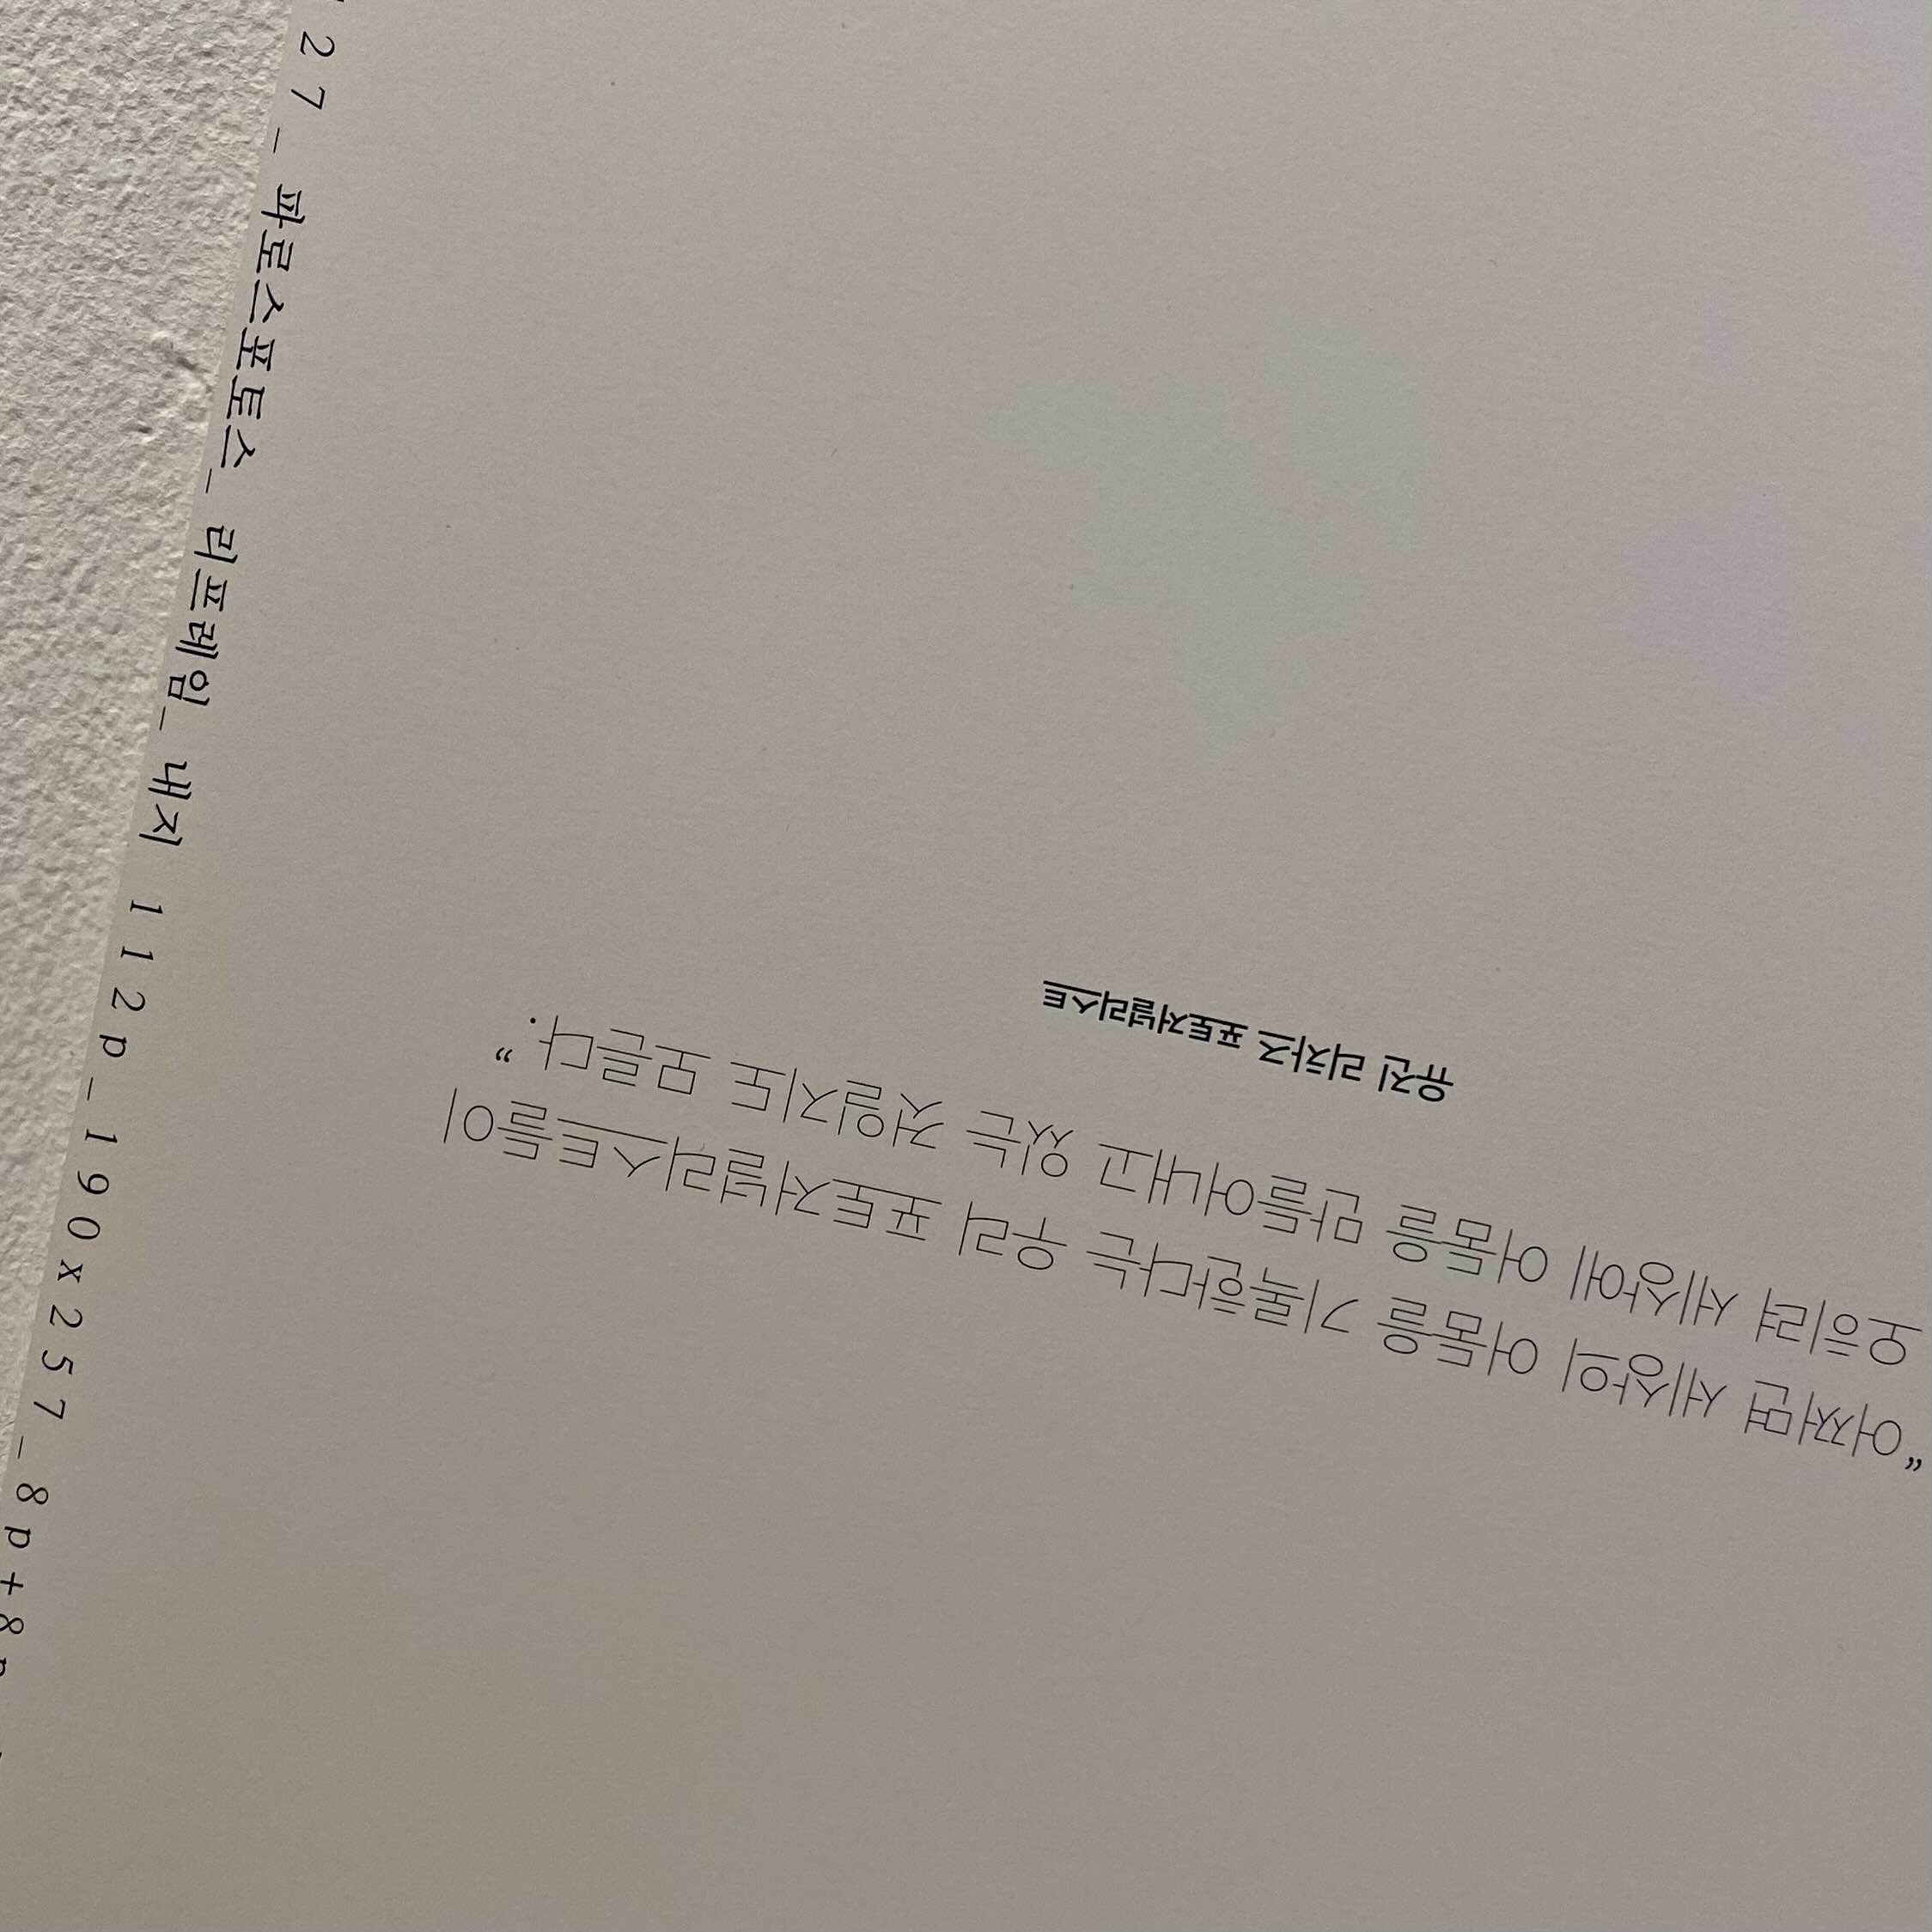 “어쩌면 세상의 어둠을 기록한다는 우리 포토저널리스트들이
오히려 세상에 어둠을 만들어내고 있는 것일지도 모른다.”
유진 리차즈 포토저널리스트
27_ 파로스포토스_ 리프레임_ 내지 112p_190x257_8p+8p